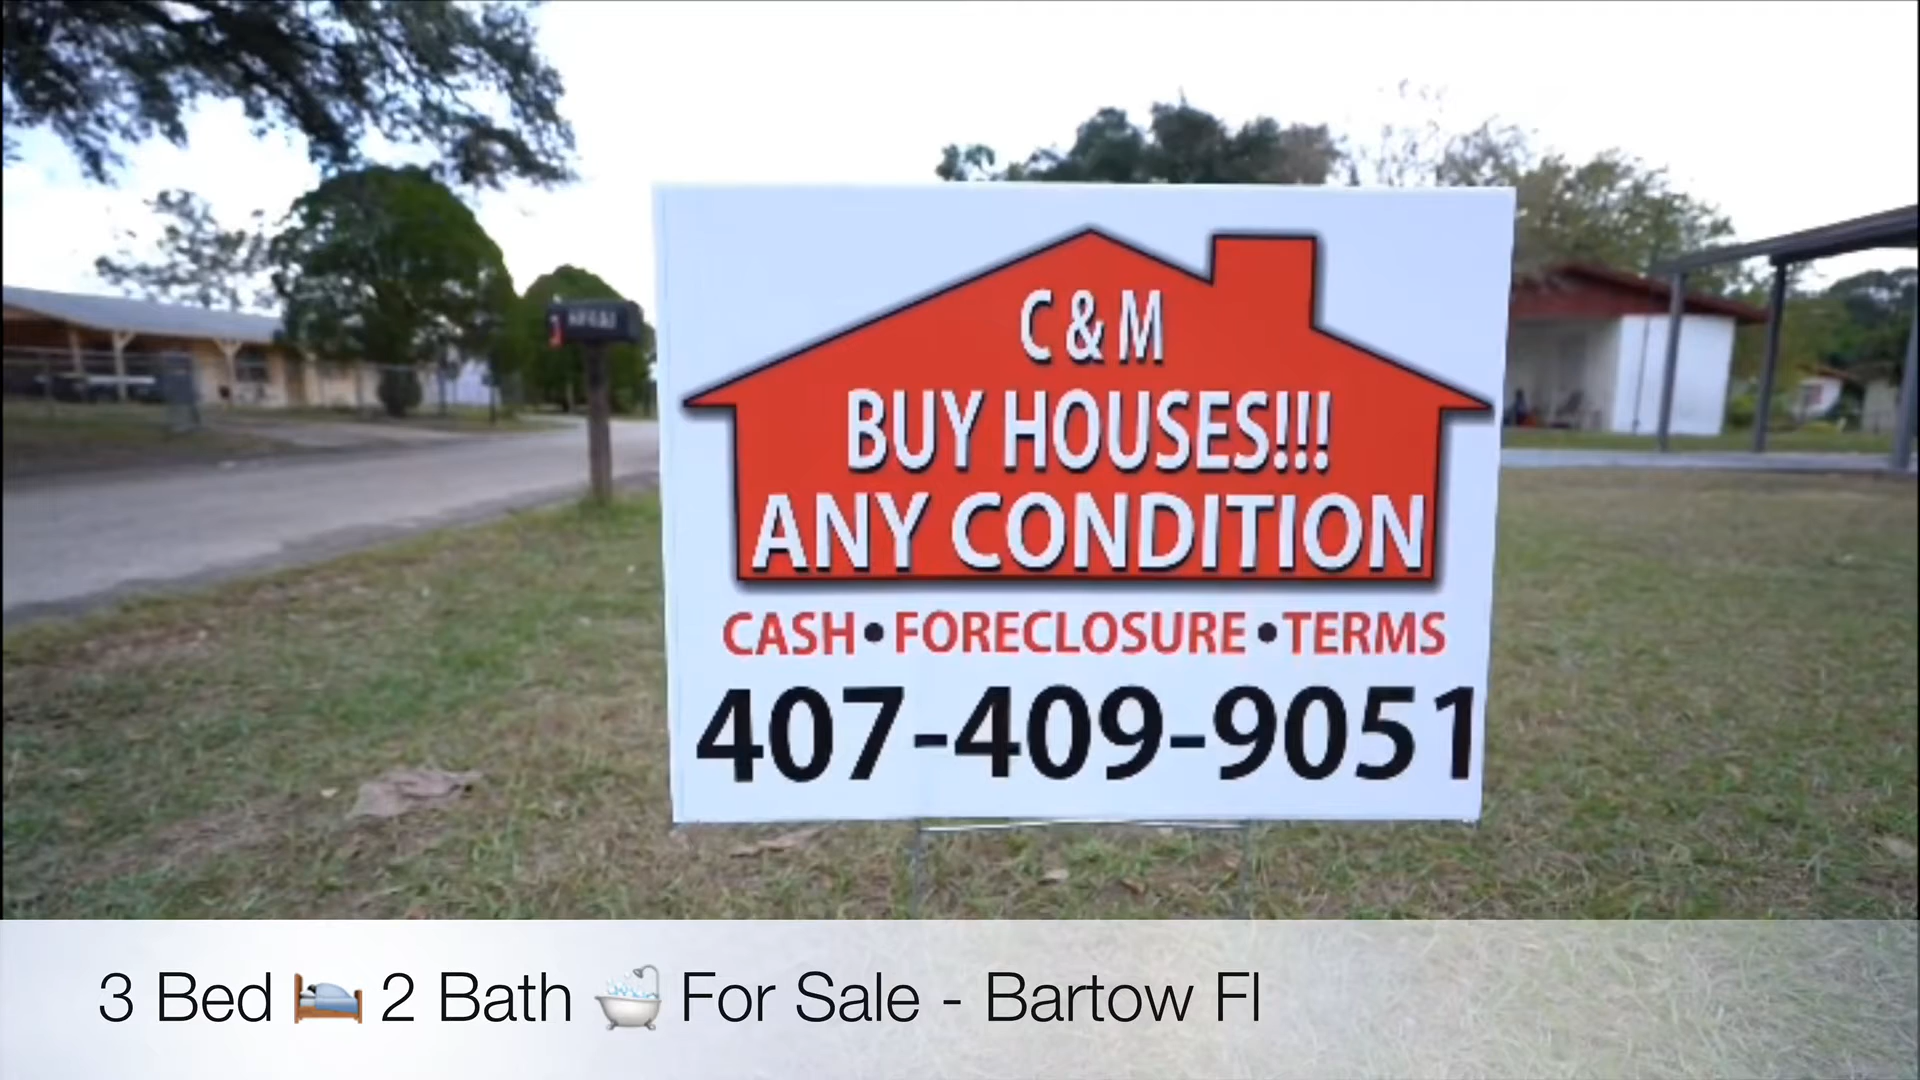 C & M
BUY HOUSES!!!
ANY CONDITION
CASH • FORECLOSURE • TERMS
407-409-9051
3 Bed 🛏️ 2 Bath 🛁 For Sale - Bartow Fl